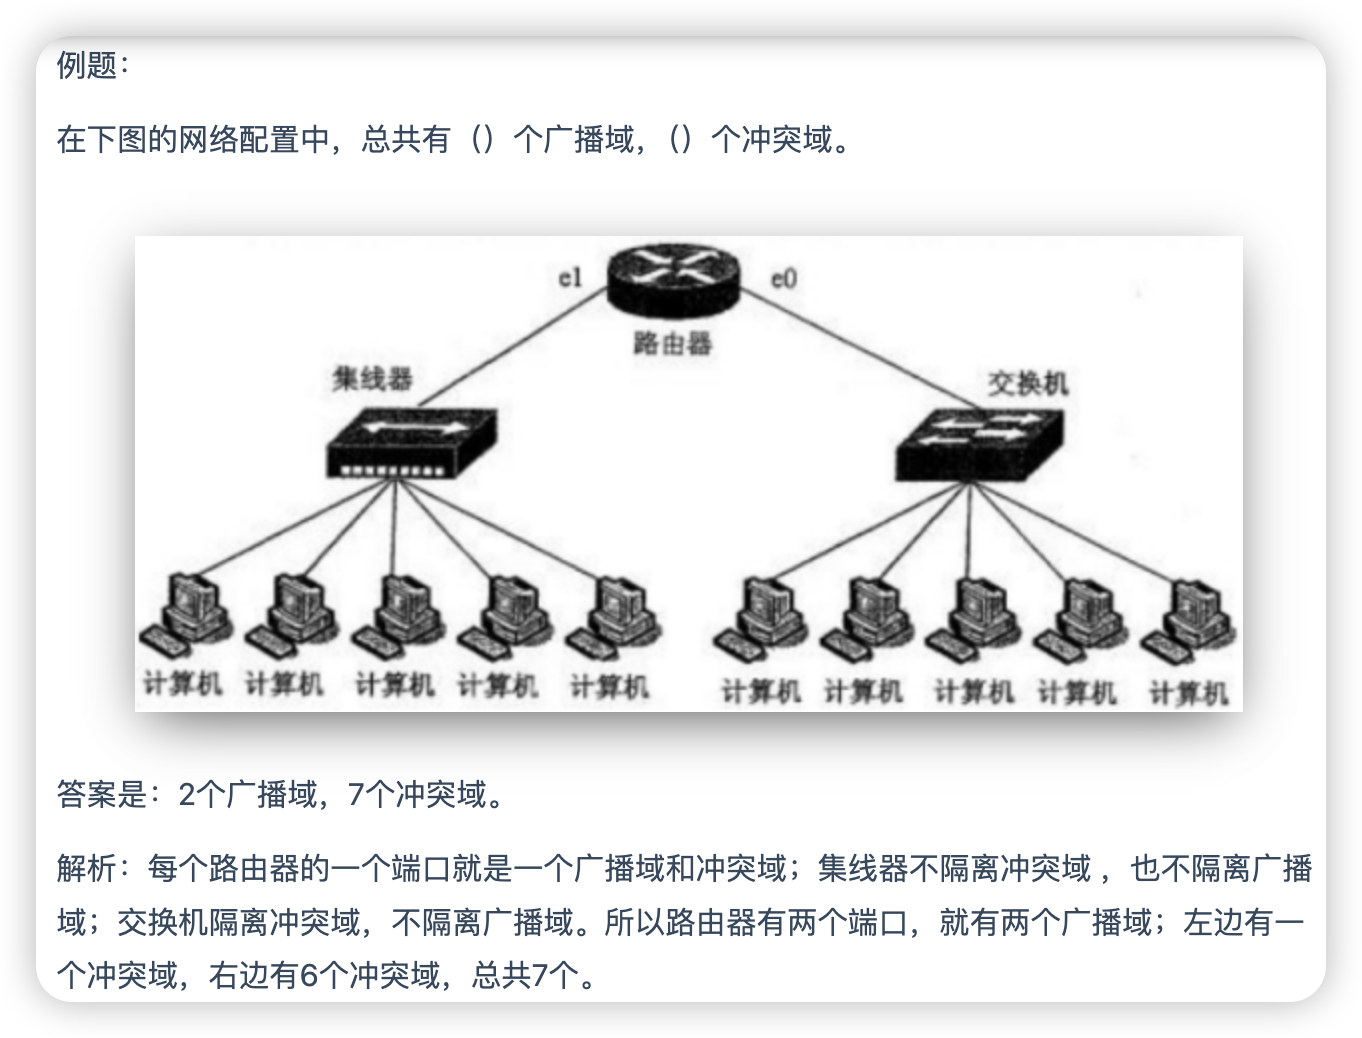 例题：
在下图的网络配置中，总共有（）个广播域，（）个冲突域。
e1
e0
路由器
集线器
交换机
计算机 计算机 计算机 计算机 计算机 计算机 计算机 计算机 计算机 计算机
答案是：2个广播域，7个冲突域。
解析：每个路由器的一个端口就是一个广播域和冲突域；集线器不隔离冲突域 ，也不隔离广播
域；交换机隔离冲突域，不隔离广播域。所以路由器有两个端口，就有两个广播域；左边有一
个冲突域，右边有6个冲突域，总共7个。